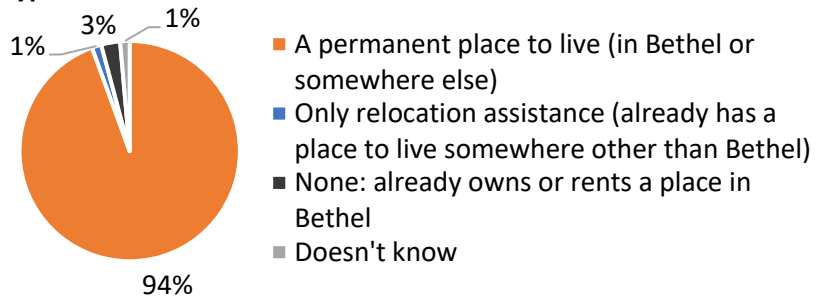 1%
3%
1%
A permanent place to live (in Bethel or
somewhere else)
Only relocation assistance (already has a
place to live somewhere other than Bethel)
None: already owns or rents a place in
Bethel
Doesn't know
94%